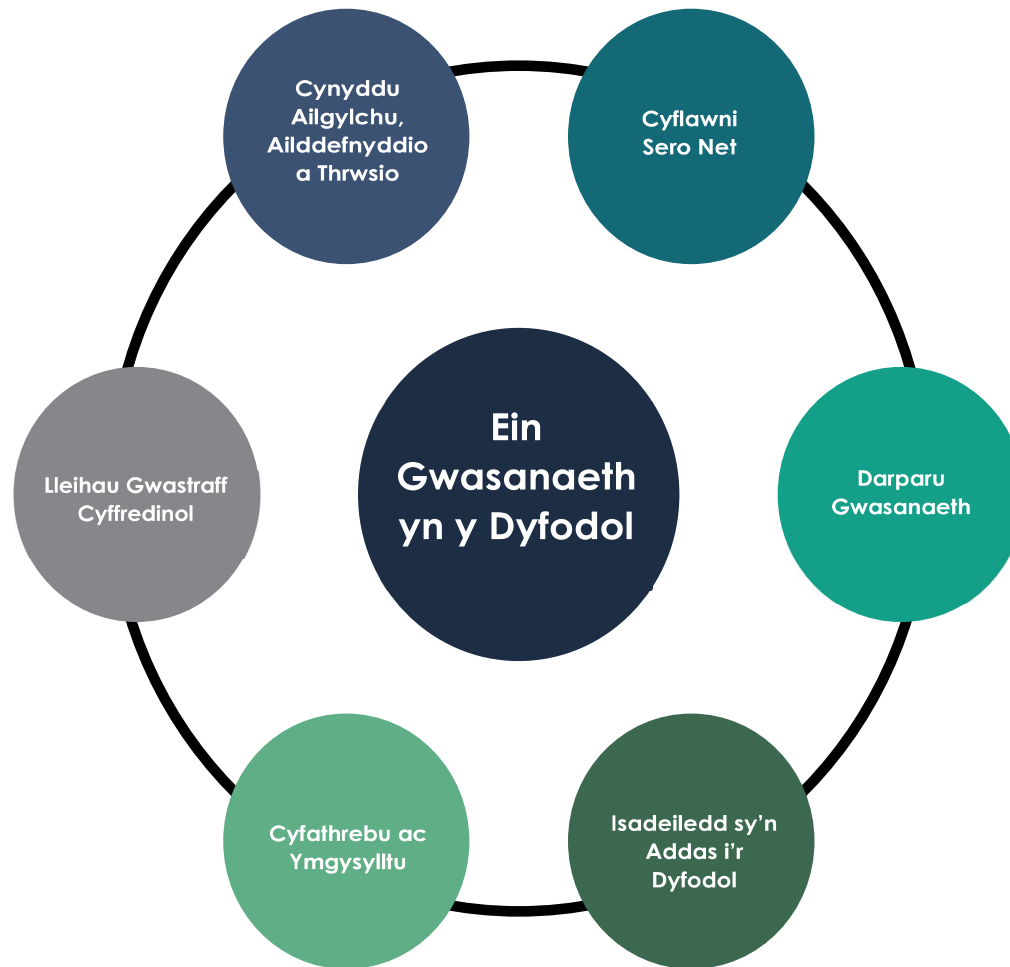 Cynyddu
Ailgylchu,
Ailddefnyddio
a Thrwsio
Cyflawni
Sero Net
Ein
Gwasanaeth
yn y Dyfodol
Lleihau Gwastraff
Cyffredinol
Darparu
Gwasanaeth
Cyfathrebu ac
Ymgysylltu
Isadeiledd sy’n
Addas i’r
Dyfodol